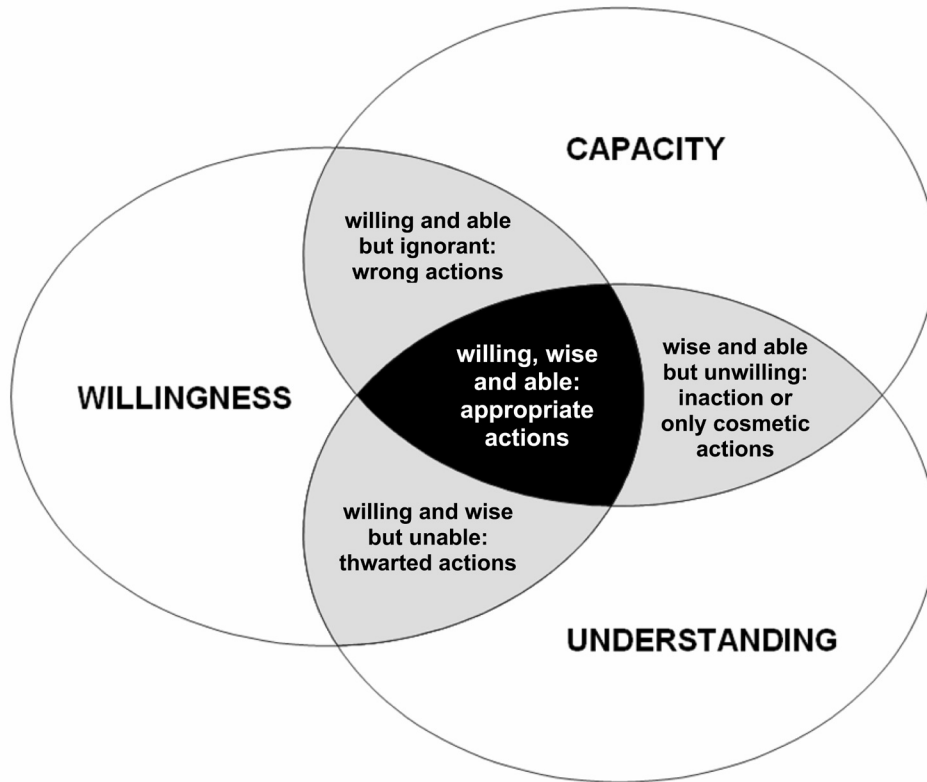 CAPACITY
willing and able
but ignorant:
wrong actions
willing, wise
and able:
appropriate
actions
wise and able
but unwilling:
inaction or
only cosmetic
actions
WILLINGNESS
willing and wise
but unable:
thwarted actions
UNDERSTANDING